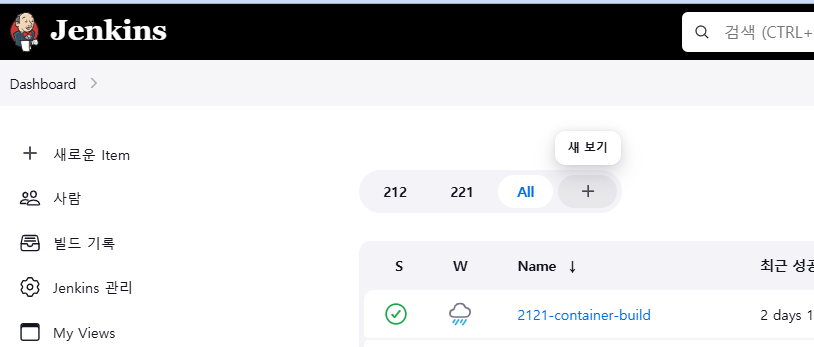 Jenkins
검색 (CTRL+
Dashboard
새로운 Item
사람
빌드 기록
Jenkins 관리
My Views
새 보기
212 221 All +
S W Name ↓ 최근 성공
2121-container-build 2 days 1